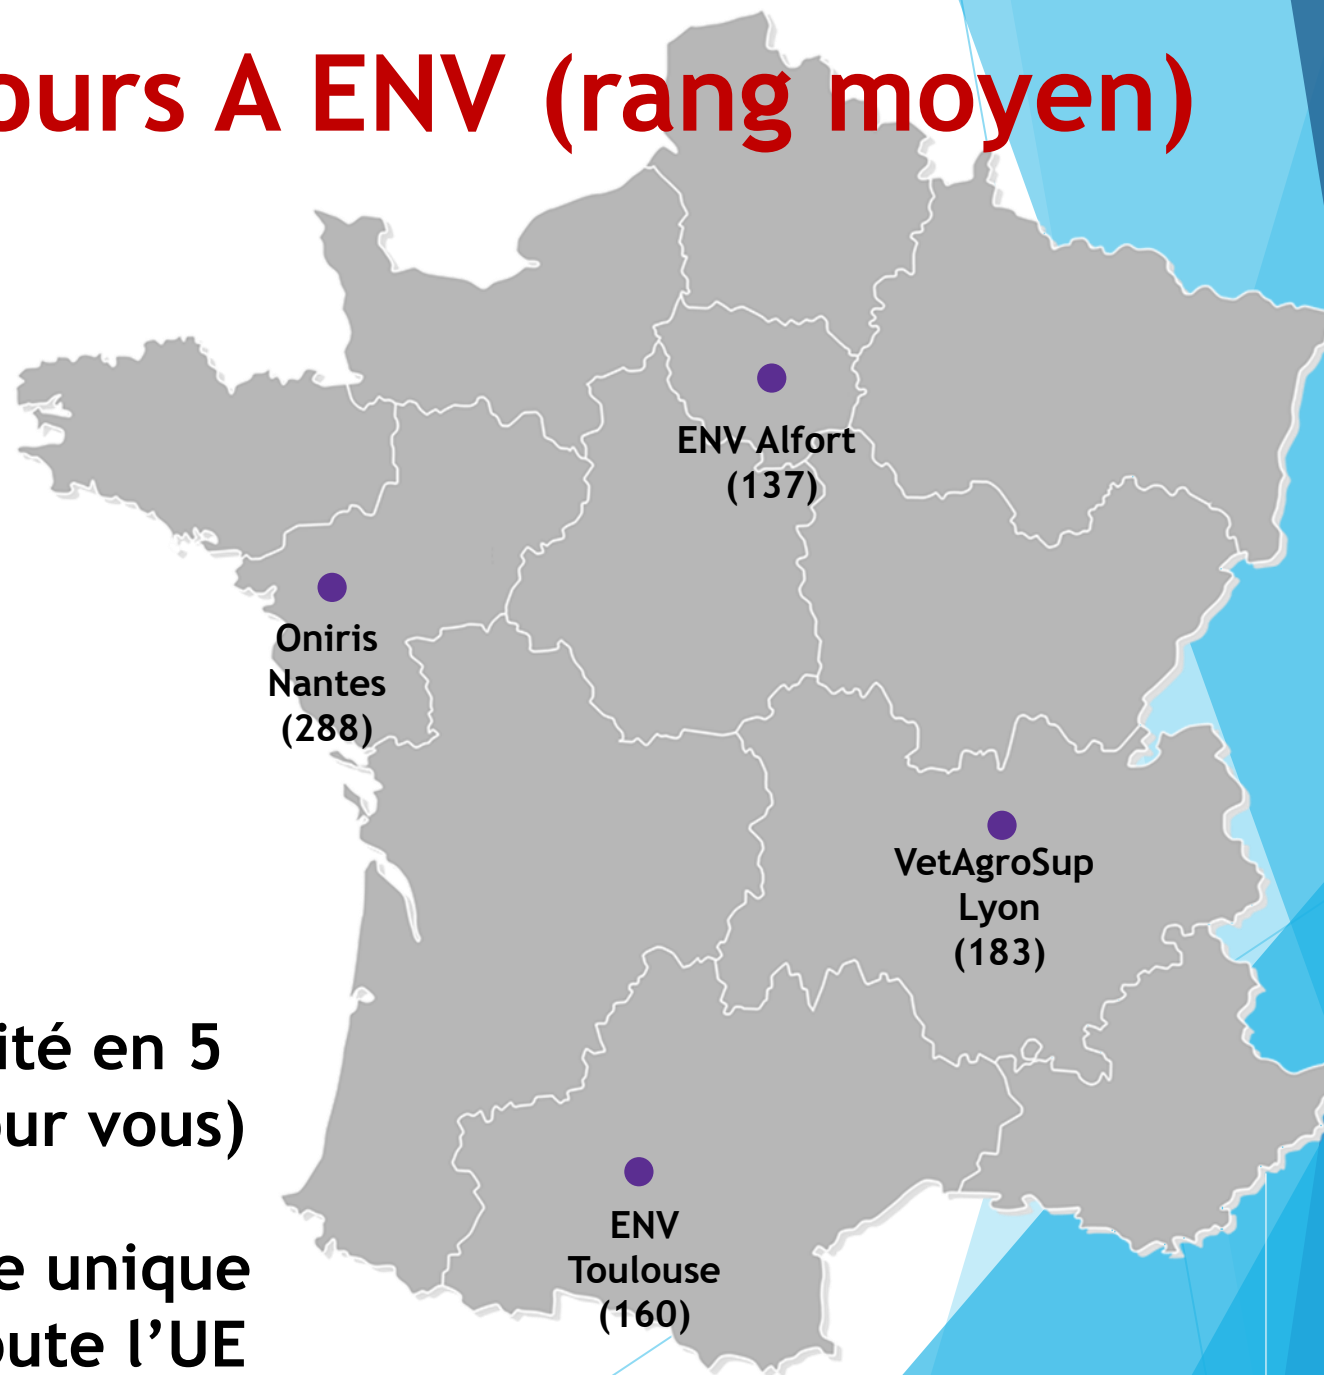 ours A ENV (rang moyen)
ENV Alfort
(137)
Oniris
Nantes
(288)
VetAgroSup
Lyon
(183)
ité en 5
ur vous)
ENV
Toulouse
(160)
e unique
oute l’UE